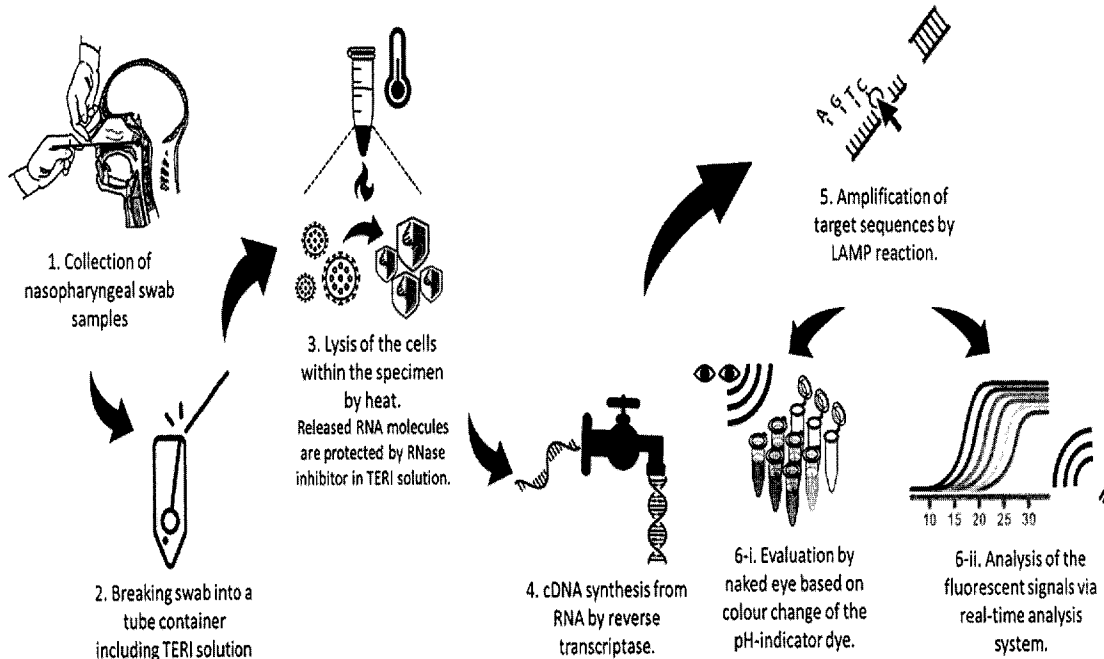 1. Collection of
nasopharyngeal swab
samples
2. Breaking swab into a
tube container
including TERI solution
3. Lysis of the cells
within the specimen
by heat.
Released RNA molecules
are protected by RNase
inhibitor in TERI solution.
4. cDNA synthesis from
RNA by reverse
transcriptase.
A G T C
5. Amplification of
target sequences by
LAMP reaction.
6-i. Evaluation by
naked eye based on
colour change of the
pH-indicator dye.
10 15 20 25 30
6-ii. Analysis of the
fluorescent signals via
real-time analysis
system.